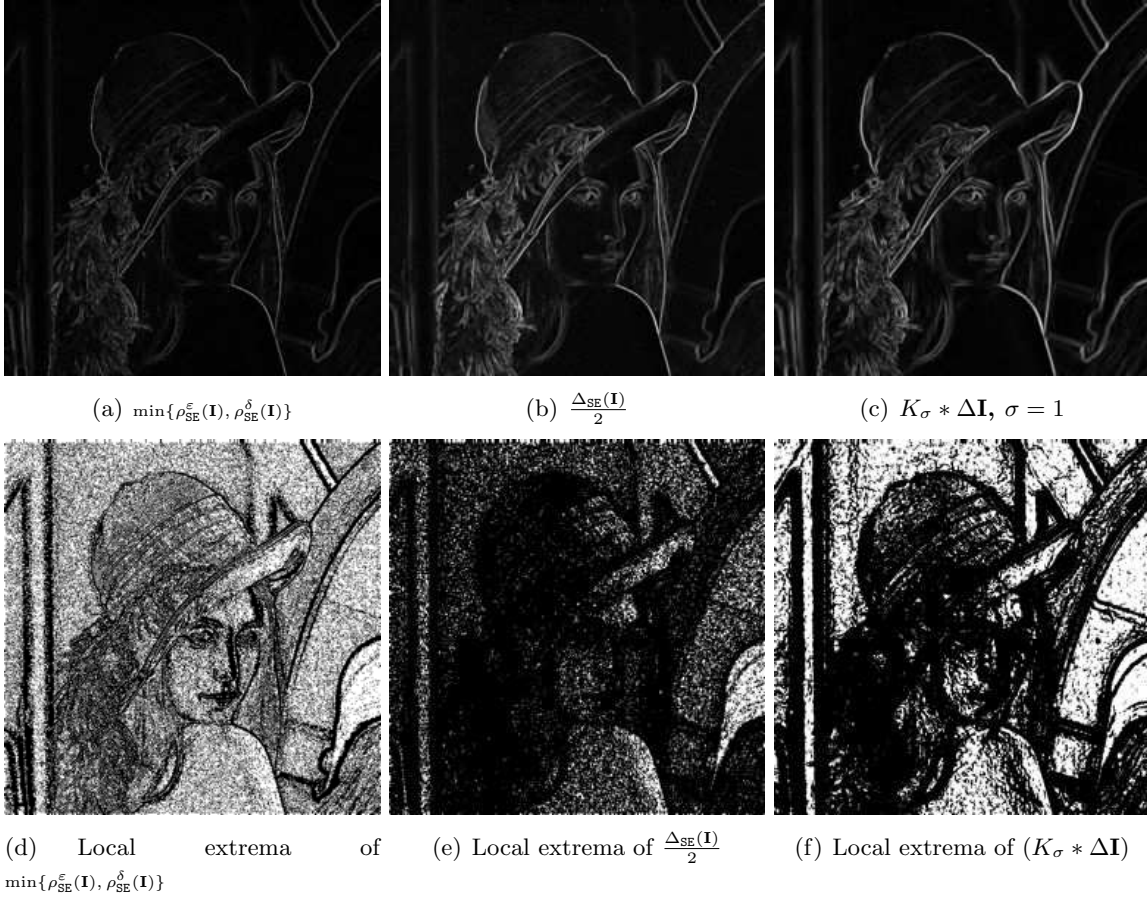 (a) min{ρ^ε_SE(I), ρ^δ_SE(I)}
(b) Δ_SE(I)/2
(c) K_σ ∗ ΔI, σ = 1
(d) Local extrema of
min{ρ^ε_SE(I), ρ^δ_SE(I)}
(e) Local extrema of Δ_SE(I)/2
(f) Local extrema of (K_σ ∗ ΔI)